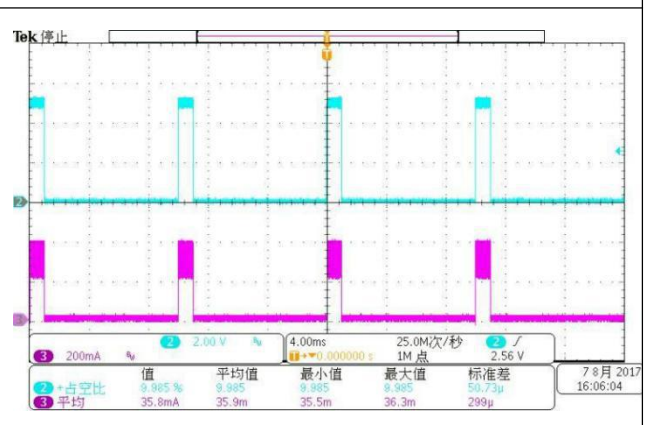 Tek 停止
T
T
2
3
2 2.00 V
3 200mA
4.00ms
25.0M次/秒
2
T→▼0.000000 s
1M 点
2.56 V
值 平均值 最小值 最大值 标准差
2 +占空比 9.985 % 9.985 9.985 9.985 50.73µ
3 平均 35.8mA 35.9m 35.5m 36.3m 299µ
7 8月 2017
16:06:04